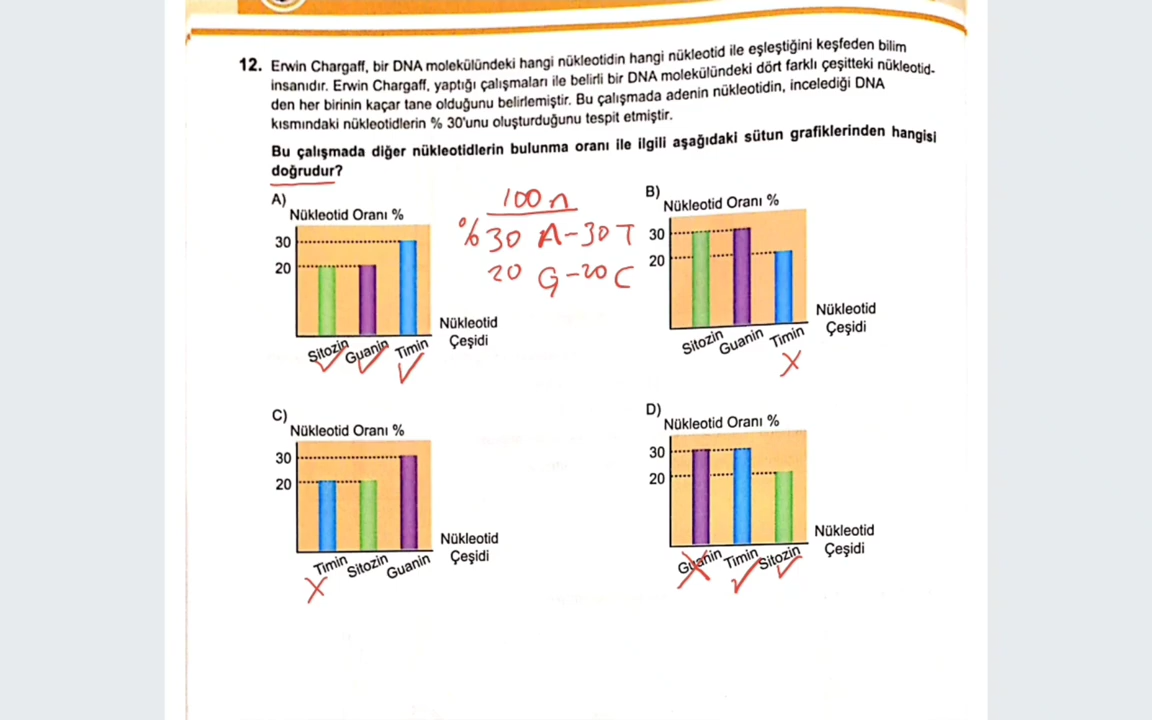 12. Erwin Chargaff, bir DNA molekülündeki hangi nükleotidin hangi nükleotid ile eşleştiğini keşfeden bilim
insanıdır. Erwin Chargaff, yaptığı çalışmaları ile belirli bir DNA molekülündeki dört farklı çeşitteki nükleotid-
den her birinin kaçar tane olduğunu belirlemiştir. Bu çalışmada adenin nükleotidin, incelediği DNA
kısmındaki nükleotidlerin % 30'unu oluşturduğunu tespit etmiştir.
Bu çalışmada diğer nükleotidlerin bulunma oranı ile ilgili aşağıdaki sütun grafiklerinden hangisi
doğrudur?
A)
Nükleotid Oranı %
30
20
Sitozin Guanin Timin
Nükleotid
Çeşidi
100 n
%30 A-30T
20 G-20C
B)
Nükleotid Oranı %
30
20
Sitozin Guanin Timin
Nükleotid
Çeşidi
C)
Nükleotid Oranı %
30
20
Timin Sitozin Guanin
Nükleotid
Çeşidi
D)
Nükleotid Oranı %
30
20
Guanin Timin Sitozin
Nükleotid
Çeşidi